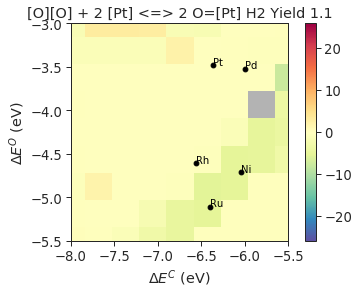 [O][O] + 2 [Pt] <=> 2 O=[Pt] H2 Yield 1.1
−3.0
−3.5
−4.0
−4.5
−5.0
−5.5
ΔE^O (eV)
Pt
Pd
Rh
Ni
Ru
−8.0 −7.5 −7.0 −6.5 −6.0 −5.5
ΔE^C (eV)
20
10
0
−10
−20